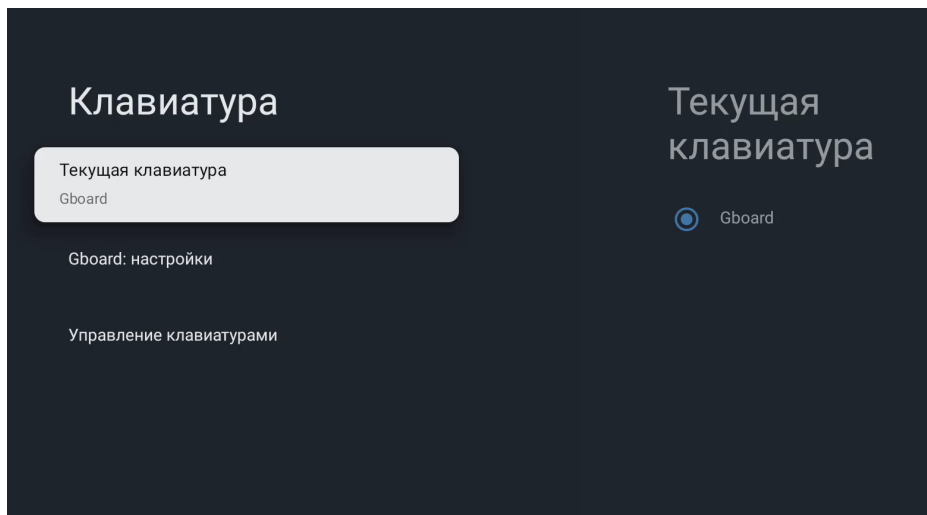 Клавиатура
Текущая клавиатура
Gboard
Gboard: настройки
Управление клавиатурами
Текущая
клавиатура
Gboard